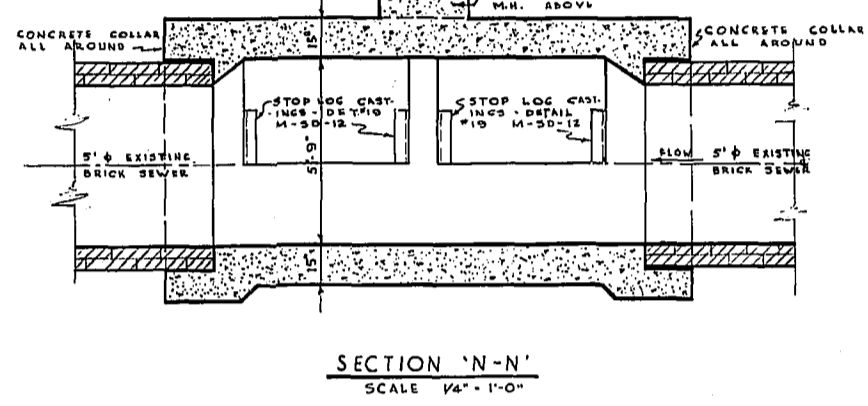 M.H. ABOVE
CONCRETE COLLAR
ALL AROUND
15"
CONCRETE COLLAR
ALL AROUND
STOP LOG CAST-
INGS - DET. #19
M-SD-12
STOP LOG CAST-
INGS - DETAIL
#19 M-SD-12
5'-9"
5' φ EXISTING
BRICK SEWER
FLOW 5' φ EXISTING
BRICK SEWER
15"
SECTION 'N-N'
SCALE 1/4" = 1'-0"